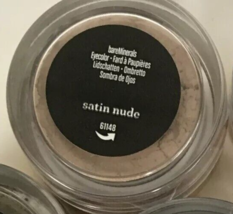 bareMinerals
Eyecolor • Fard à Paupières
Lidschatten • Ombretto
Sombra de Ojos
satin nude
61148